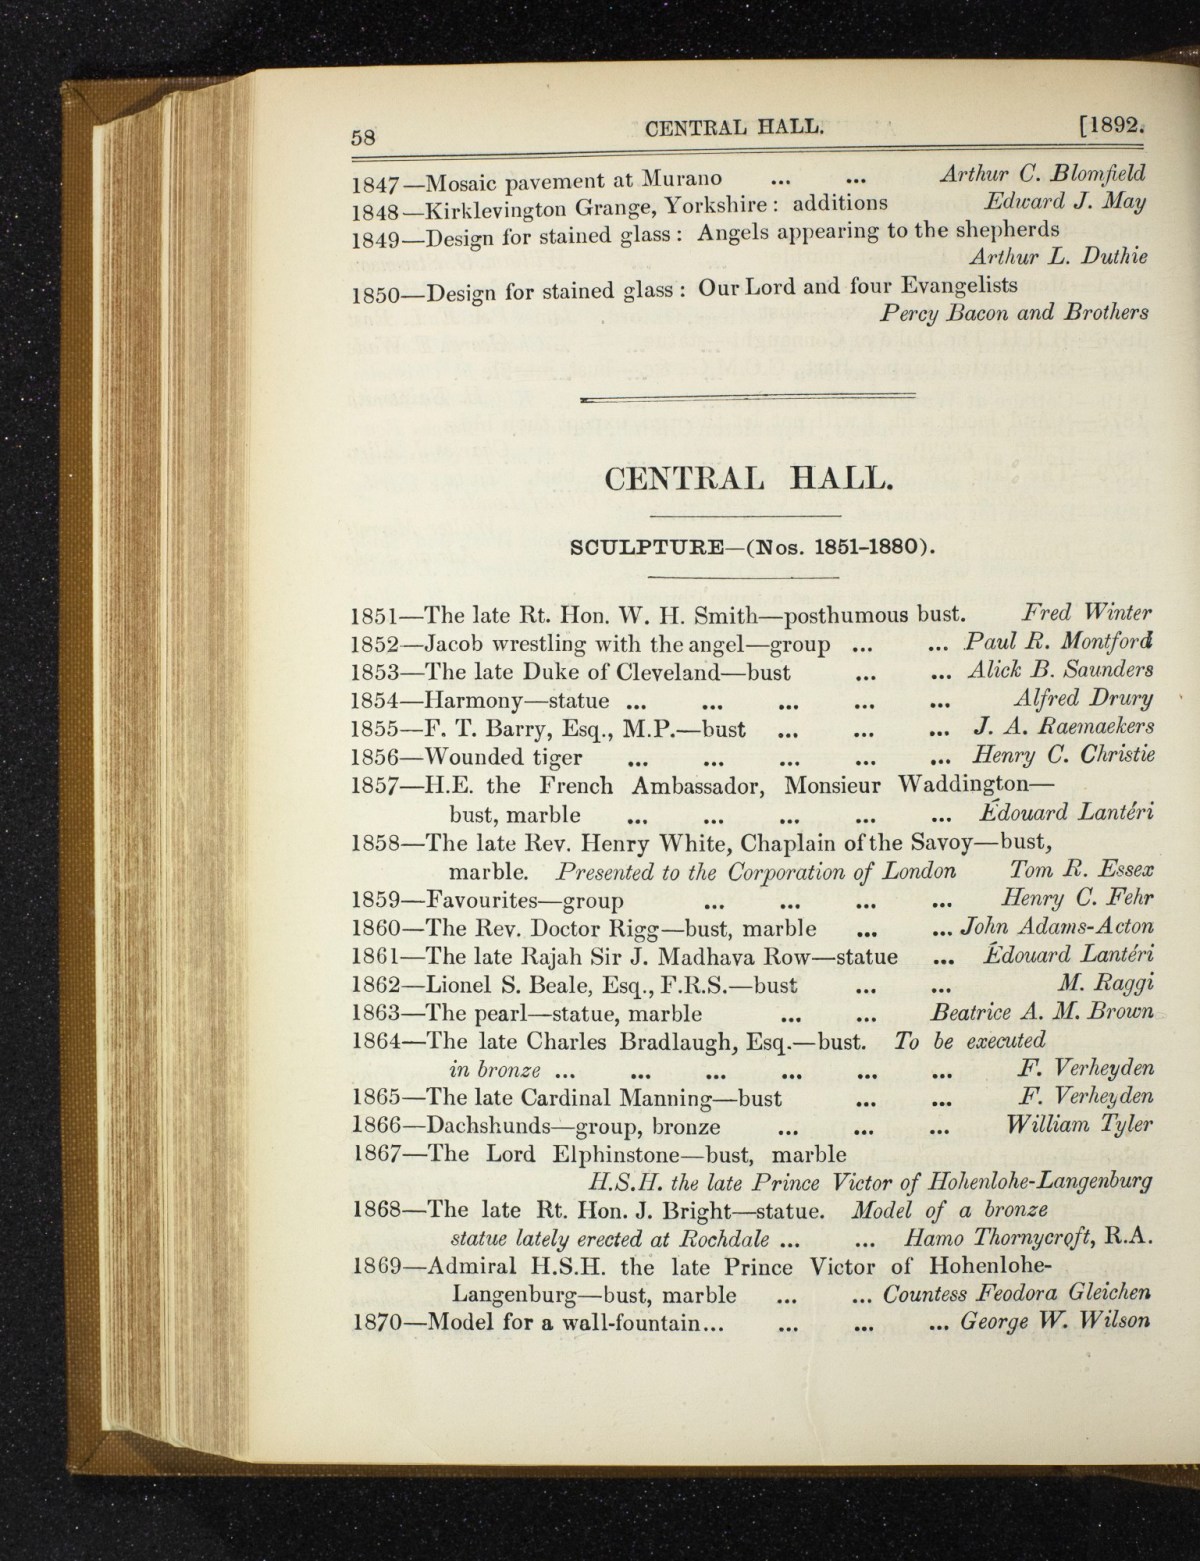 58 CENTRAL HALL. [1892.
1847—Mosaic pavement at Murano ... ... Arthur C. Blomfield
1848—Kirklevington Grange, Yorkshire : additions Edward J. May
1849—Design for stained glass : Angels appearing to the shepherds
Arthur L. Duthie
1850—Design for stained glass : Our Lord and four Evangelists
Percy Bacon and Brothers
CENTRAL HALL.
SCULPTURE—(Nos. 1851-1880).
1851—The late Rt. Hon. W. H. Smith—posthumous bust. Fred Winter
1852—Jacob wrestling with the angel—group ... ... Paul R. Montford
1853—The late Duke of Cleveland—bust ... ... Alick B. Saunders
1854—Harmony—statue ... ... ... ... ... Alfred Drury
1855—F. T. Barry, Esq., M.P.—bust ... ... ... J. A. Raemaekers
1856—Wounded tiger ... ... ... ... ... Henry C. Christie
1857—H.E. the French Ambassador, Monsieur Waddington—
bust, marble ... ... ... ... ... Édouard Lantéri
1858—The late Rev. Henry White, Chaplain of the Savoy—bust,
marble. Presented to the Corporation of London Tom R. Essex
1859—Favourites—group ... ... ... ... Henry C. Fehr
1860—The Rev. Doctor Rigg—bust, marble ... ... John Adams-Acton
1861—The late Rajah Sir J. Madhava Row—statue ... Édouard Lantéri
1862—Lionel S. Beale, Esq., F.R.S.—bust ... ... M. Raggi
1863—The pearl—statue, marble ... ... Beatrice A. M. Brown
1864—The late Charles Bradlaugh, Esq.—bust. To be executed
in bronze ... ... ... ... ... ... F. Verheyden
1865—The late Cardinal Manning—bust ... ... F. Verheyden
1866—Dachshunds—group, bronze ... ... ... William Tyler
1867—The Lord Elphinstone—bust, marble
H.S.H. the late Prince Victor of Hohenlohe-Langenburg
1868—The late Rt. Hon. J. Bright—statue. Model of a bronze
statue lately erected at Rochdale ... ... Hamo Thornycroft, R.A.
1869—Admiral H.S.H. the late Prince Victor of Hohenlohe-
Langenburg—bust, marble ... ... Countess Feodora Gleichen
1870—Model for a wall-fountain... ... ... ... George W. Wilson